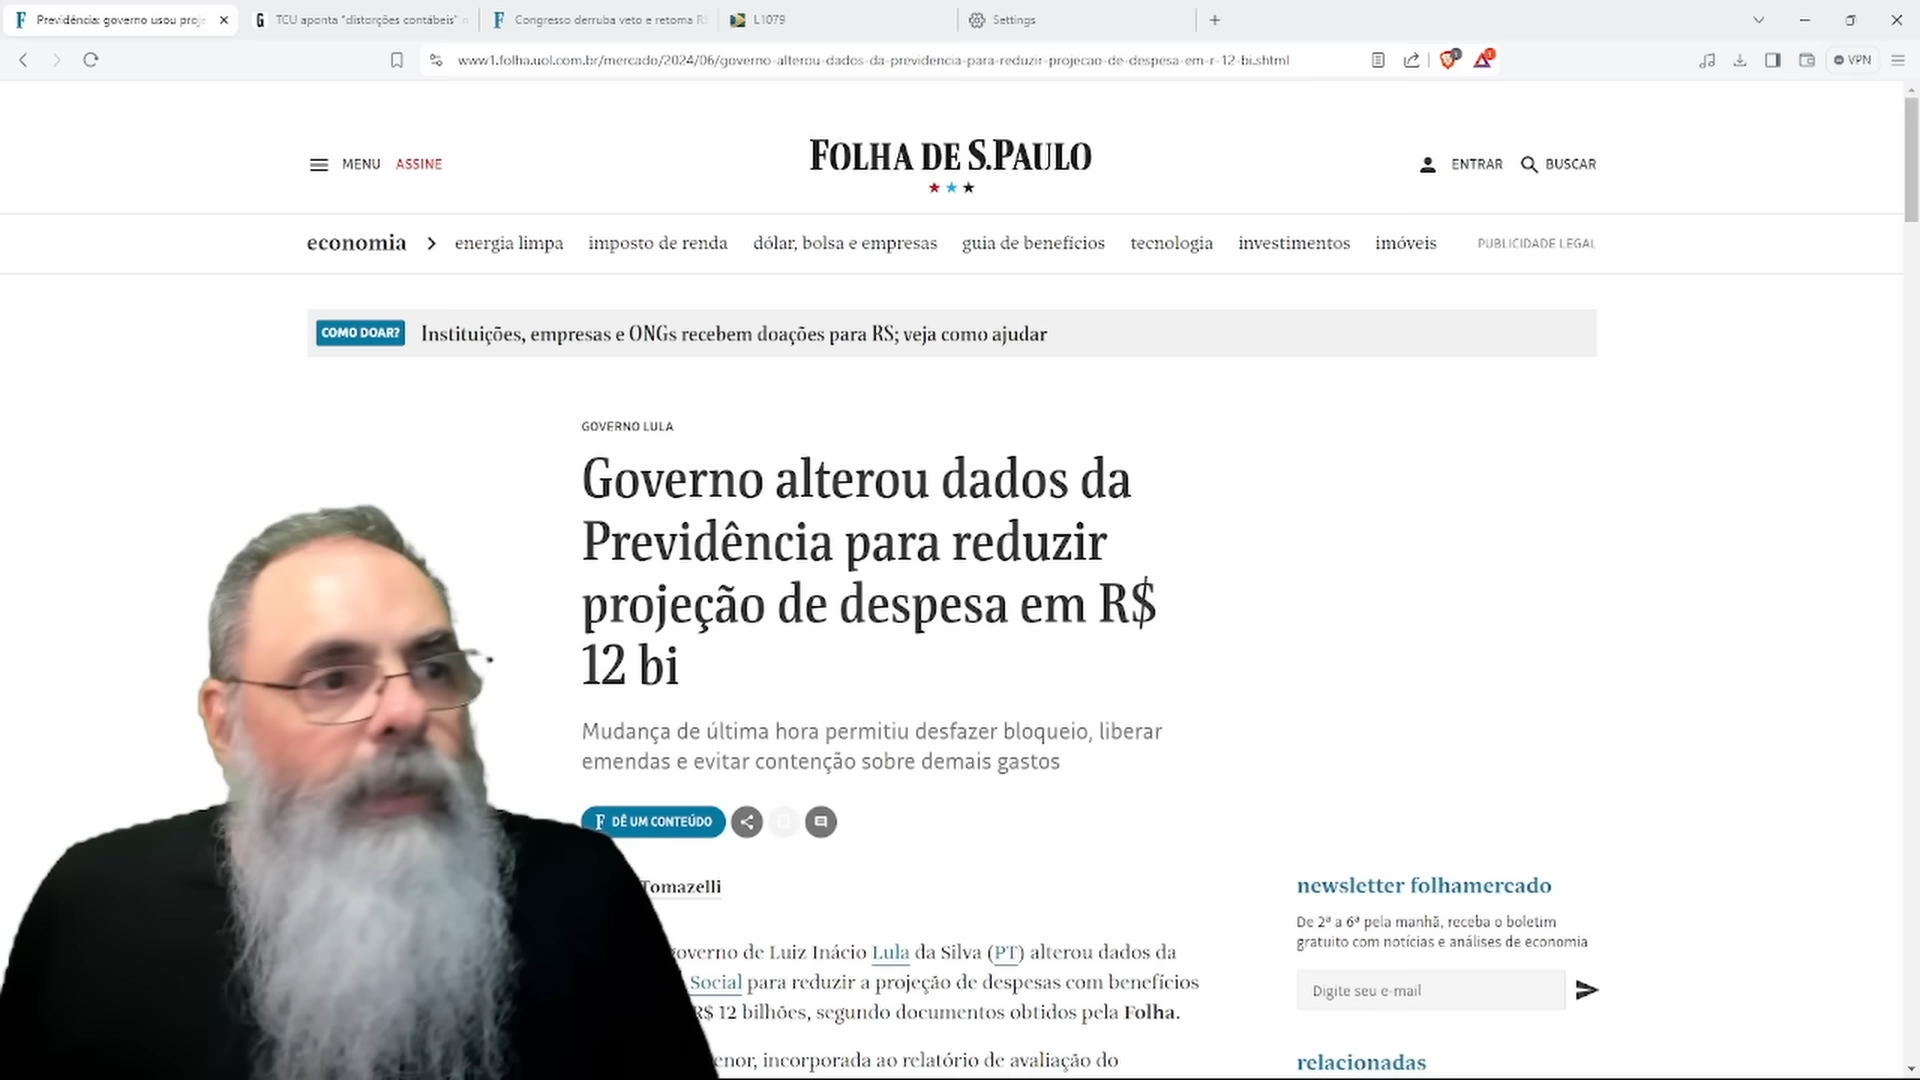 Previdência: governo usou proje
TCU aponta "distorções contábeis"
Congresso derruba veto e retoma R$
L1079
Settings
www1.folha.uol.com.br/mercado/2024/06/governo-alterou-dados-da-previdencia-para-reduzir-projecao-de-despesa-em-r-12-bi.shtml
VPN
MENU
ASSINE
FOLHA DE S.PAULO
ENTRAR
BUSCAR
economia
energia limpa
imposto de renda
dólar, bolsa e empresas
guia de benefícios
tecnologia
investimentos
imóveis
PUBLICIDADE LEGAL
COMO DOAR?
Instituições, empresas e ONGs recebem doações para RS; veja como ajudar
GOVERNO LULA
Governo alterou dados da
Previdência para reduzir
projeção de despesa em R$
12 bi
Mudança de última hora permitiu desfazer bloqueio, liberar
emendas e evitar contenção sobre demais gastos
F DÊ UM CONTEÚDO
Tomazelli
overno de Luiz Inácio Lula da Silva (PT) alterou dados da
Social para reduzir a projeção de despesas com benefícios
R$ 12 bilhões, segundo documentos obtidos pela Folha.
enor, incorporada ao relatório de avaliação do
newsletter folhamercado
De 2ª a 6ª pela manhã, receba o boletim
gratuito com notícias e análises de economia
Digite seu e-mail
relacionadas